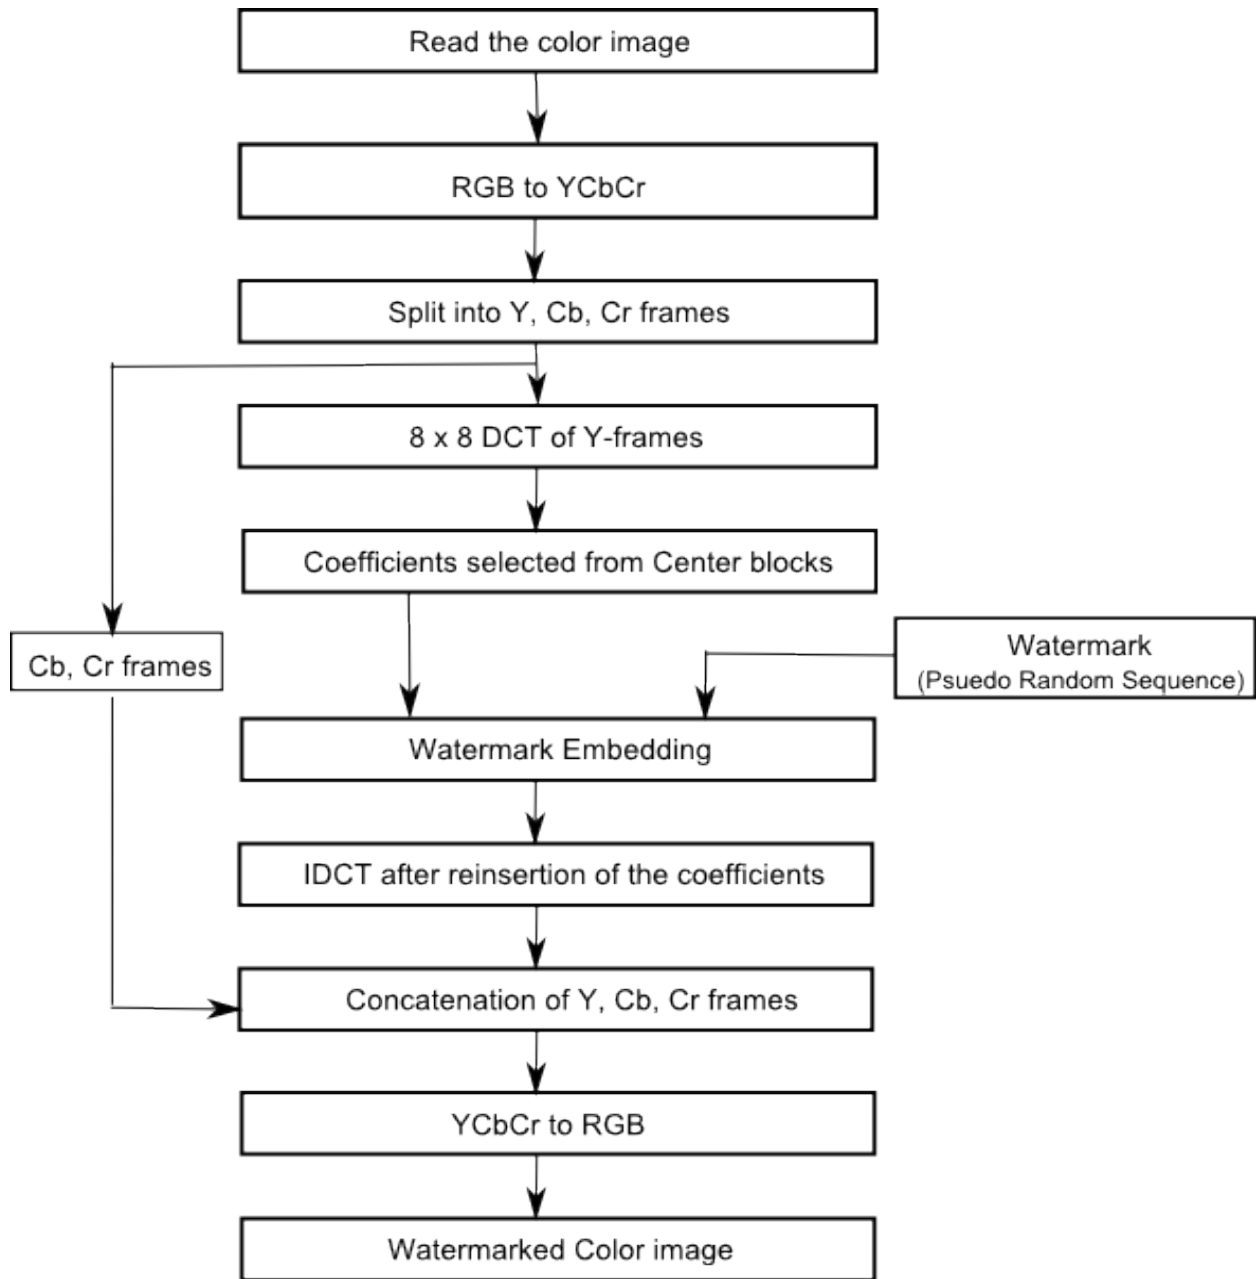 Read the color image
RGB to YCbCr
Split into Y, Cb, Cr frames
8 x 8 DCT of Y-frames
Coefficients selected from Center blocks
Cb, Cr frames
Watermark
(Psuedo Random Sequence)
Watermark Embedding
IDCT after reinsertion of the coefficients
Concatenation of Y, Cb, Cr frames
YCbCr to RGB
Watermarked Color image